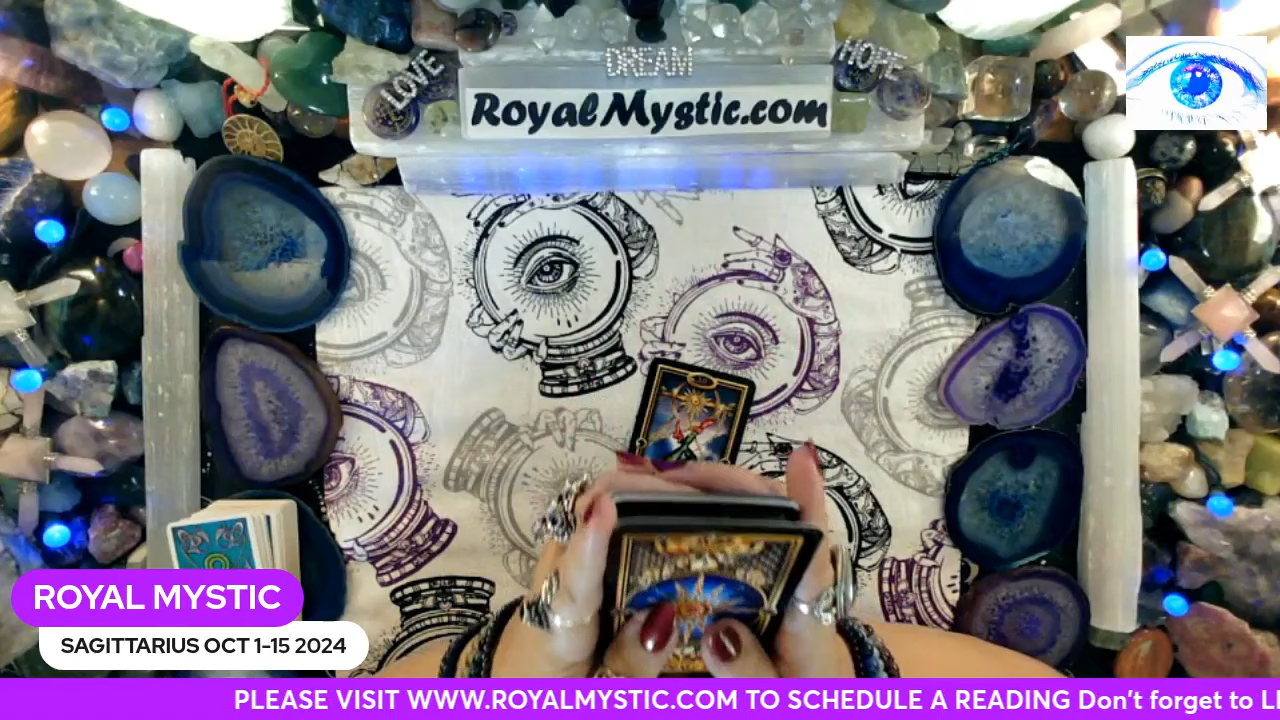 LOVE
DREAM
HOPE
RoyalMystic.com
ROYAL MYSTIC
SAGITTARIUS OCT 1-15 2024
PLEASE VISIT WWW.ROYALMYSTIC.COM TO SCHEDULE A READING Don't forget to LI